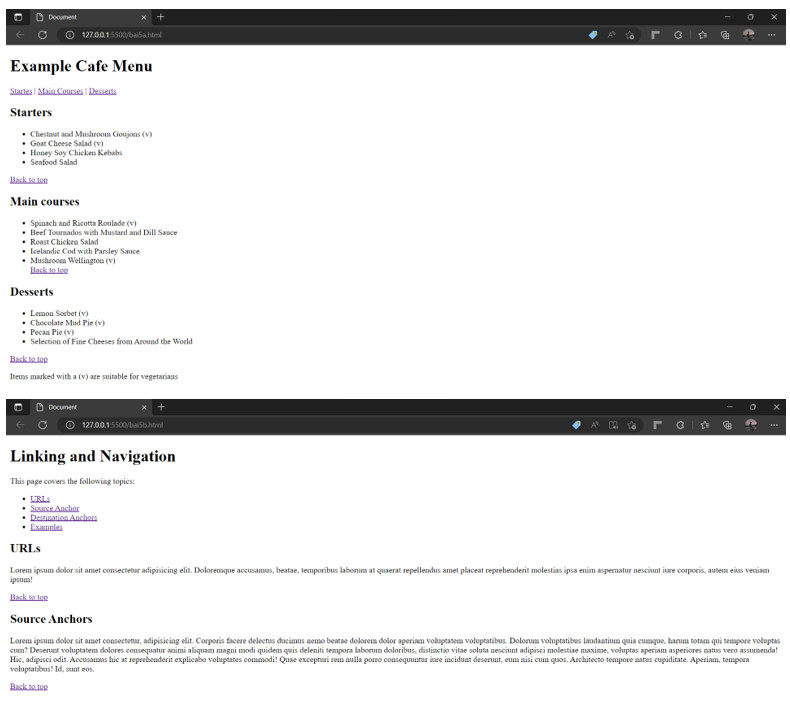 Document
127.0.0.1:5500/bai5a.html
Example Cafe Menu
Startes | Main Courses | Desserts
Starters
Chestnut and Mushroom Goujons (v)
Goat Cheese Salad (v)
Honey Soy Chicken Kebabs
Seafood Salad
Back to top
Main courses
Spinach and Ricotta Roulade (v)
Beef Tournados with Mustard and Dill Sauce
Roast Chicken Salad
Icelandic Cod with Parsley Sauce
Mushroom Wellington (v)
Back to top
Desserts
Lemon Sorbet (v)
Chocolate Mud Pie (v)
Pecan Pie (v)
Selection of Fine Cheeses from Around the World
Back to top
Items marked with a (v) are suitable for vegetarians
Document
127.0.0.1:5500/bai5b.html
Linking and Navigation
This page covers the following topics:
URLs
Source Anchor
Destination Anchors
Examples
URLs
Lorem ipsum dolor sit amet consectetur adipisicing elit. Doloremque accusamus, beatae, temporibus laborum at quaerat repellendus amet placeat reprehenderit molestias ipsa enim aspernatur nesciunt iure corporis, autem eius veniam
ipsum!
Back to top
Source Anchors
Lorem ipsum dolor sit amet consectetur, adipisicing elit. Corporis facere delectus ducimus nemo beatae dolorem dolor aperiam voluptatem voluptatibus. Dolorum voluptatibus laudantium quia cumque, harum totam qui tempore voluptas
cum? Deserunt voluptatem dolores consequatur animi aliquam magni modi quidem quis deleniti tempora laborum doloribus, distinctio vitae soluta nesciunt adipisci molestiae maxime, voluptas aperiam asperiores natus vero assumenda!
Hic, adipisci odit. Accusamus hic at reprehenderit explicabo voluptates commodi! Quae excepturi rem nulla porro consequuntur iure incidunt deserunt, eum nisi cum quos. Architecto tempore natus cupiditate. Aperiam, tempora
voluptatibus! Id, sunt eos.
Back to top